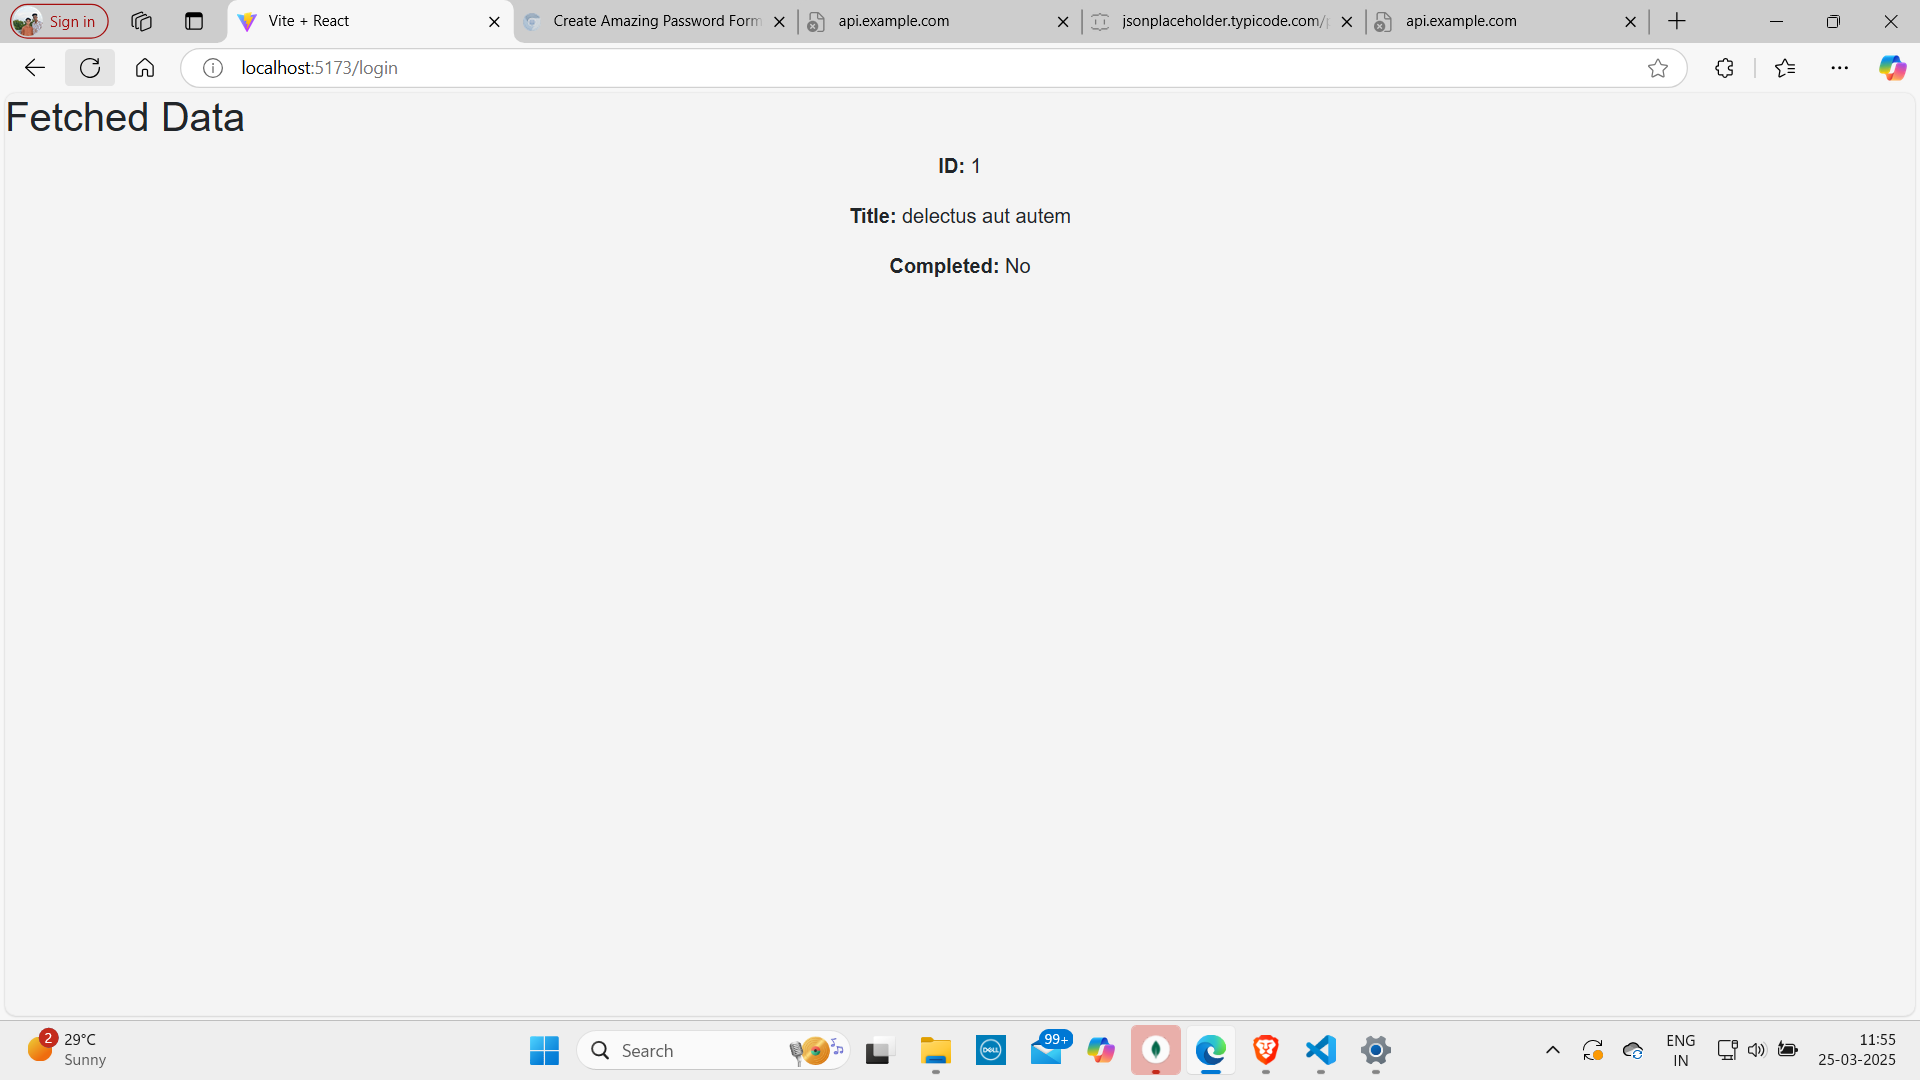 Sign in
Vite + React
Create Amazing Password Form
api.example.com
jsonplaceholder.typicode.com/p
api.example.com
localhost:5173/login
Fetched Data
ID: 1
Title: delectus aut autem
Completed: No
2
29°C
Sunny
Search
DELL
99+
ENG
IN
11:55
25-03-2025